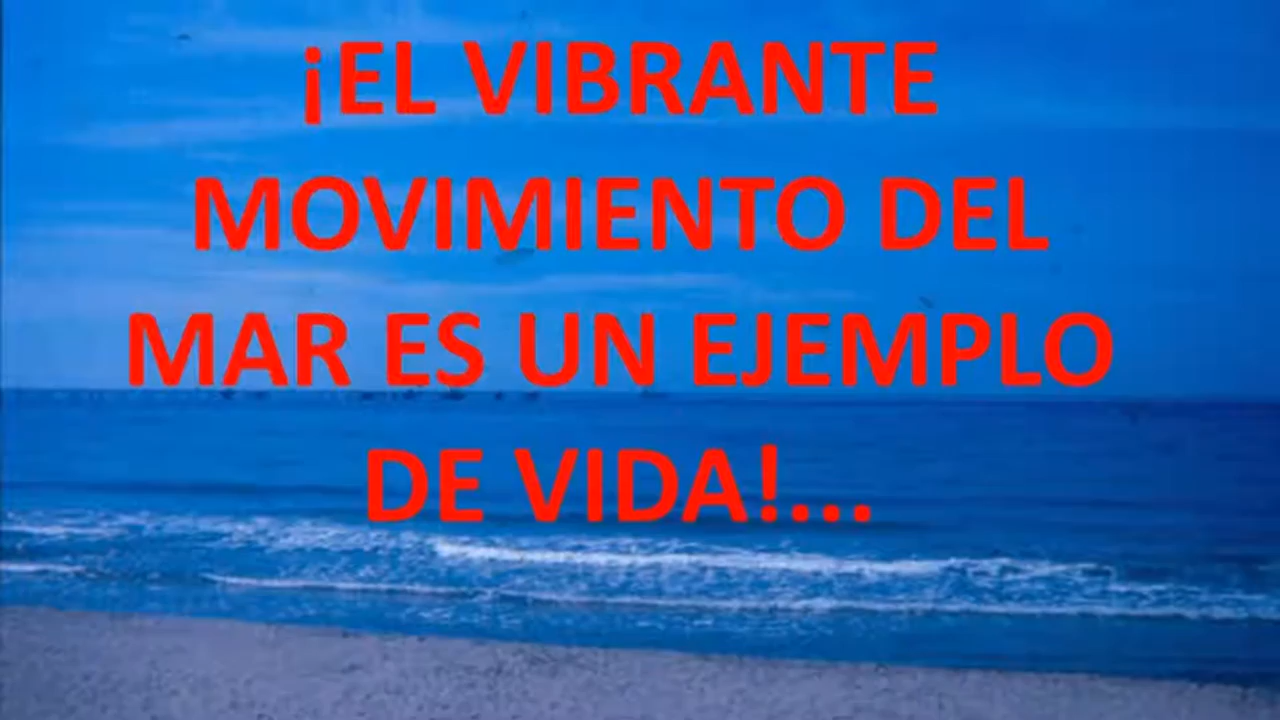 ¡EL VIBRANTE
MOVIMIENTO DEL
MAR ES UN EJEMPLO
DE VIDA!...